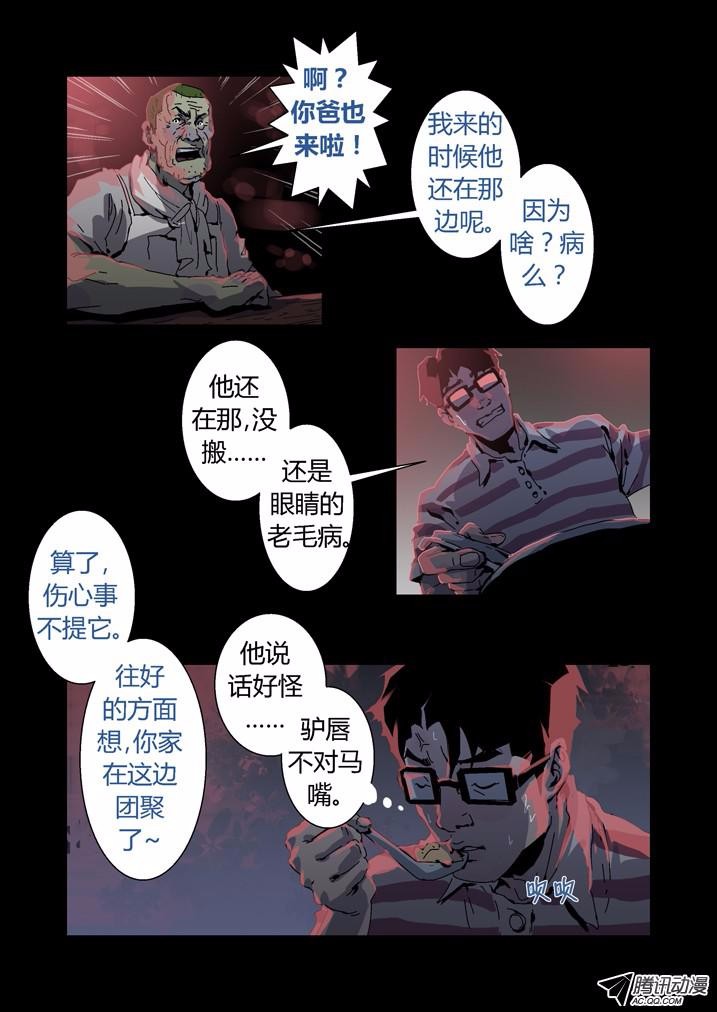 啊？
你爸也
来啦！
我来的
时候他
还在那
边呢。
因为
啥？病
么？
他还
在那，没
搬……
还是
眼睛的
老毛病。
算了，
伤心事
不提它。
往好
的方面
想，你家
在这边
团聚
了~
他说
话好怪
……
驴唇
不对马
嘴。
呗呗
腾讯动漫
AC.QQ.COM